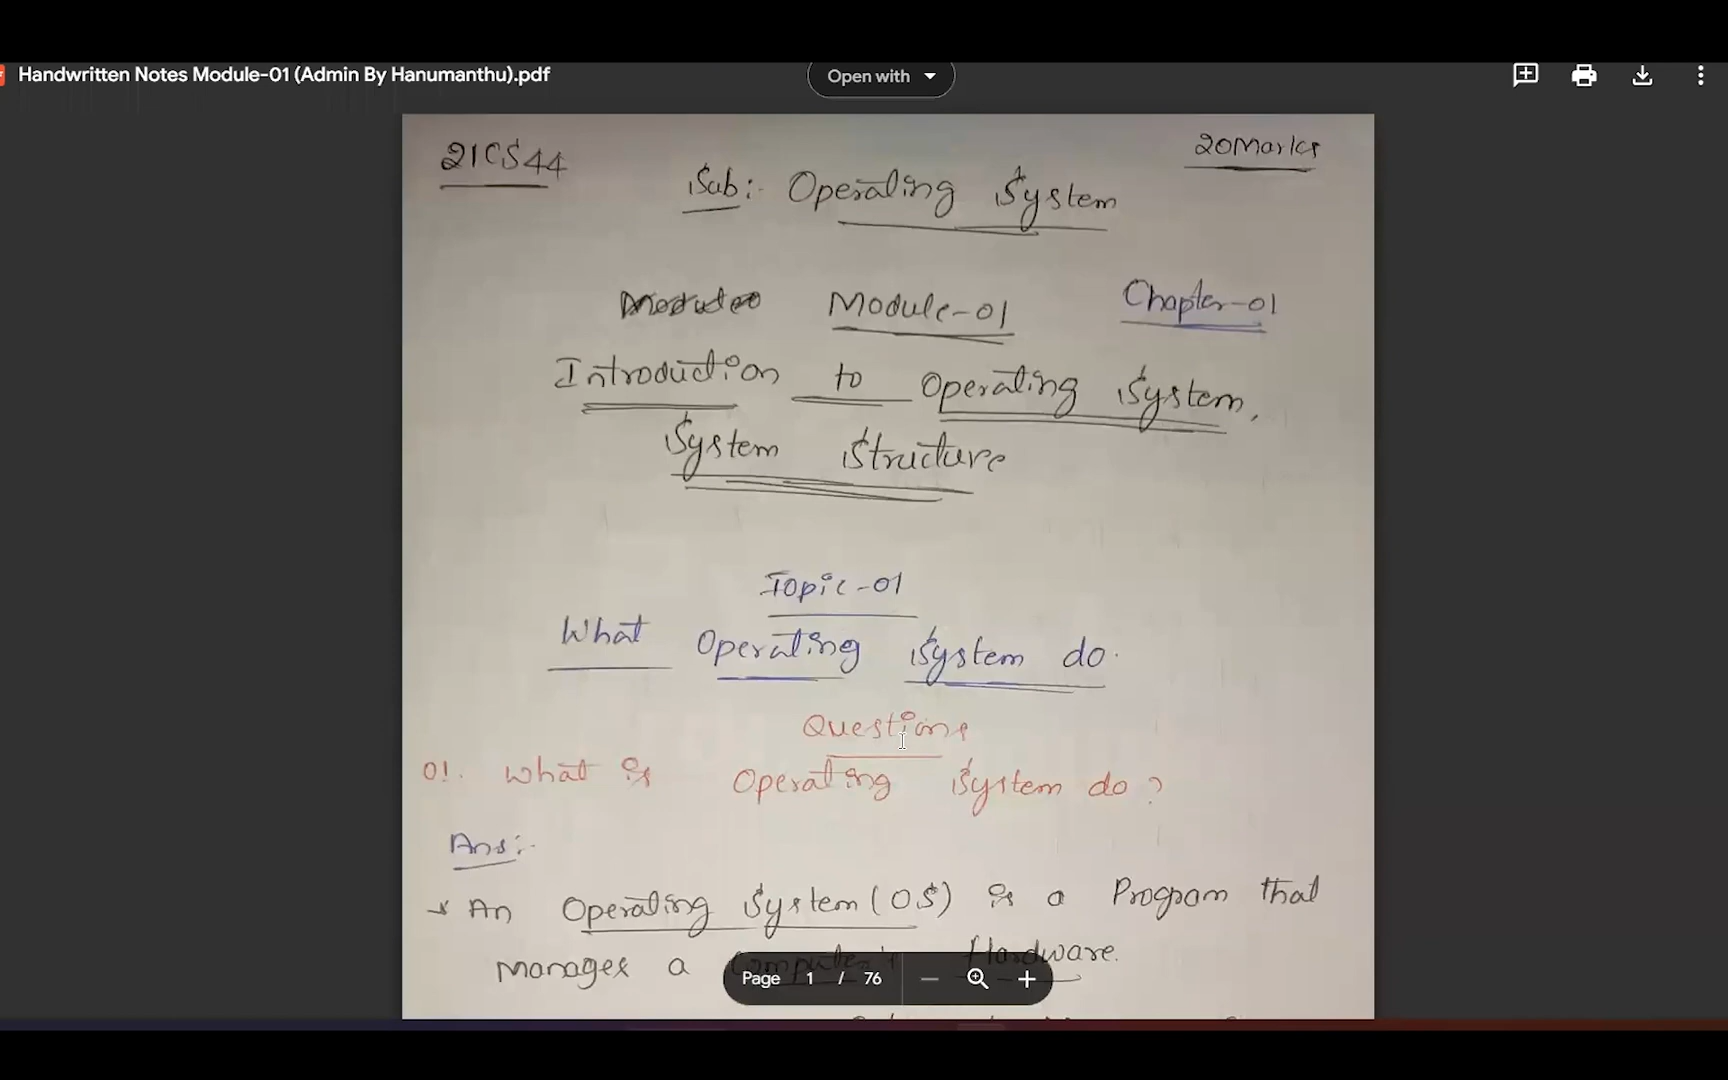 Handwritten Notes Module-01 (Admin By Hanumanthu).pdf
Open with
21CS44
20Marks
Sub:- Operating System
Module-01
Chapter-01
Introduction to Operating System,
System Structure
Topic-01
What Operating System do.
Questions
01. What is Operating System do?
Ans:-
An Operating System (OS) is a Program that
Manages a Computer's Hardware.
Page 1 / 76